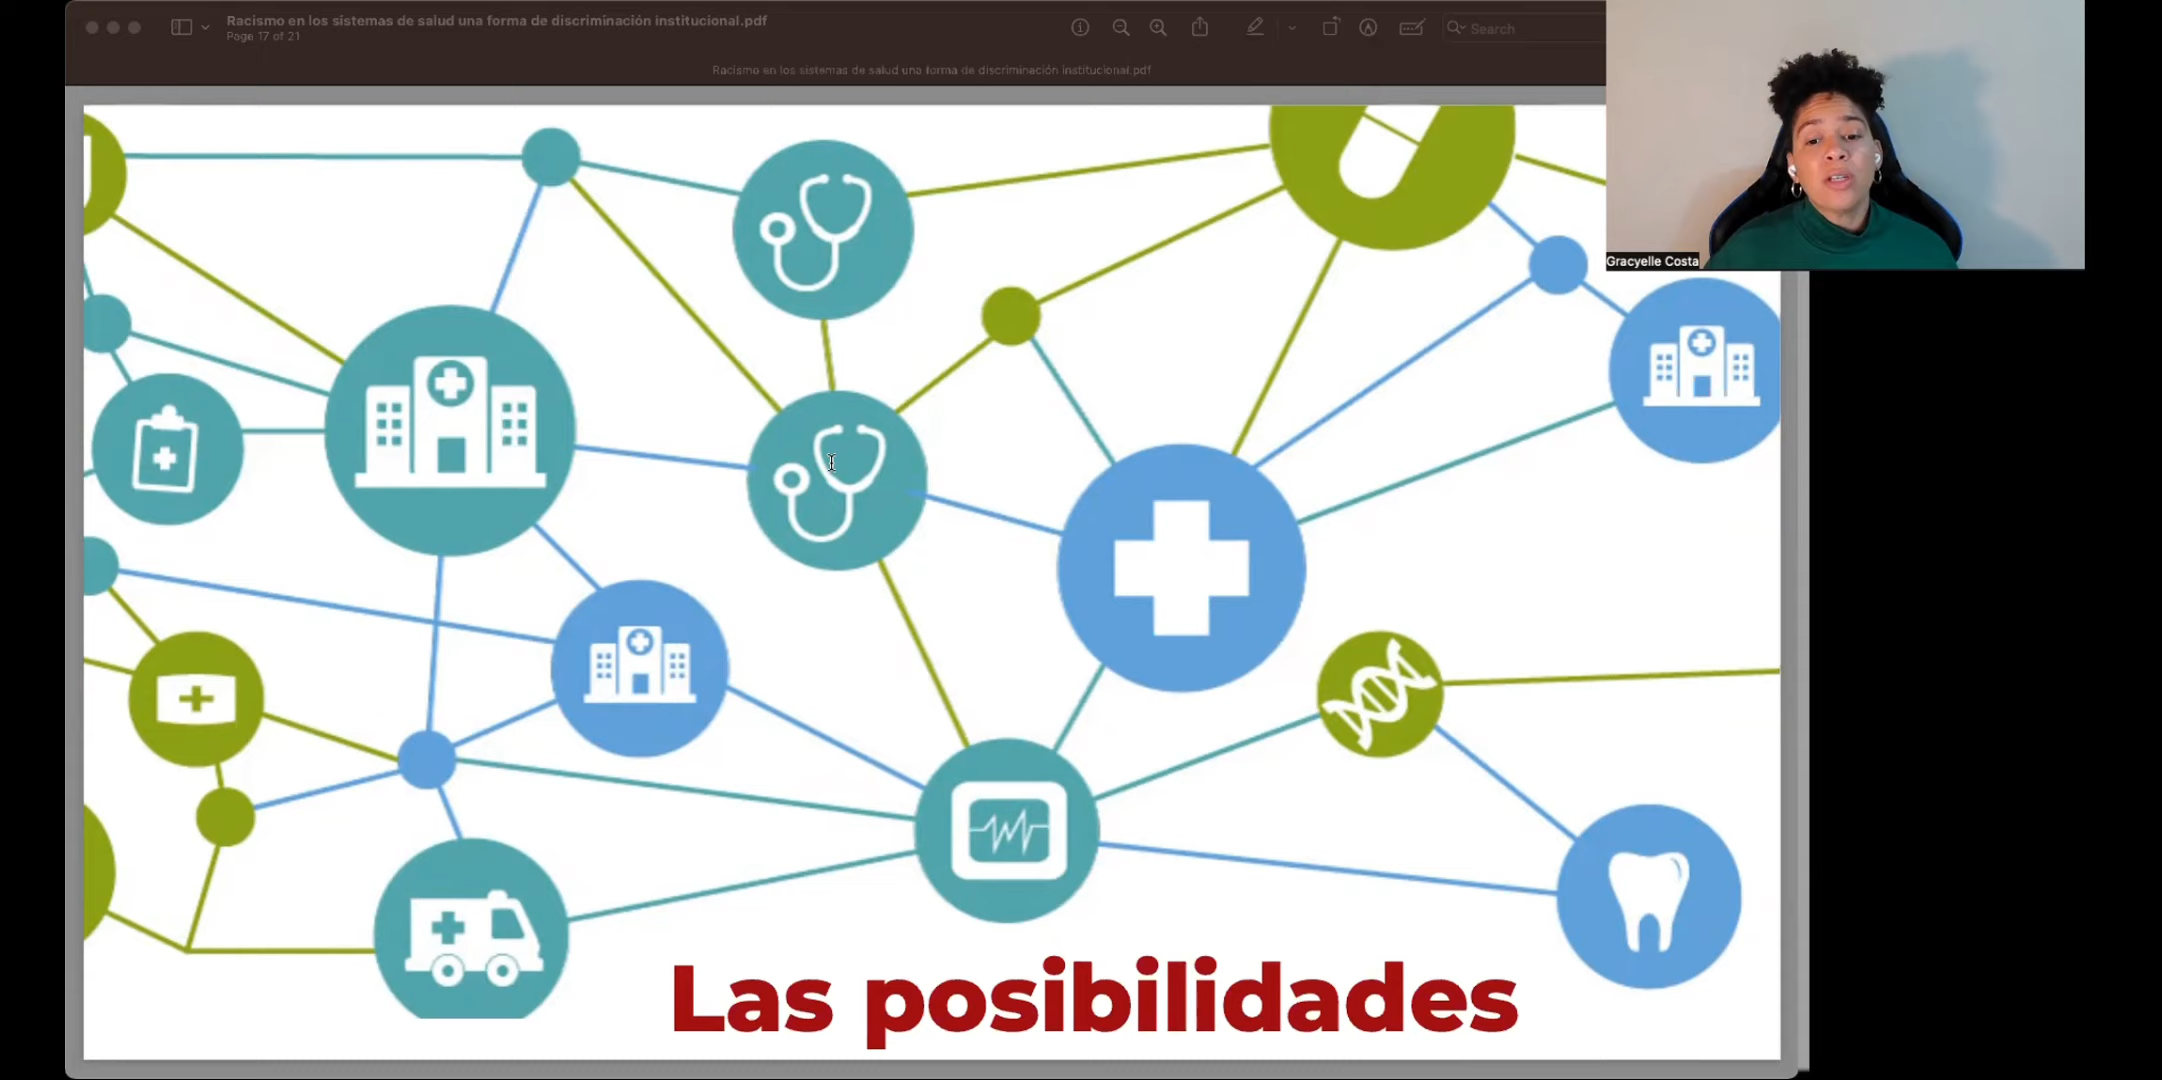 Racismo en los sistemas de salud una forma de discriminación institucional.pdf
Page 17 of 21
Search
Racismo en los sistemas de salud una forma de discriminación institucional.pdf
Gracyelle Costa
Las posibilidades